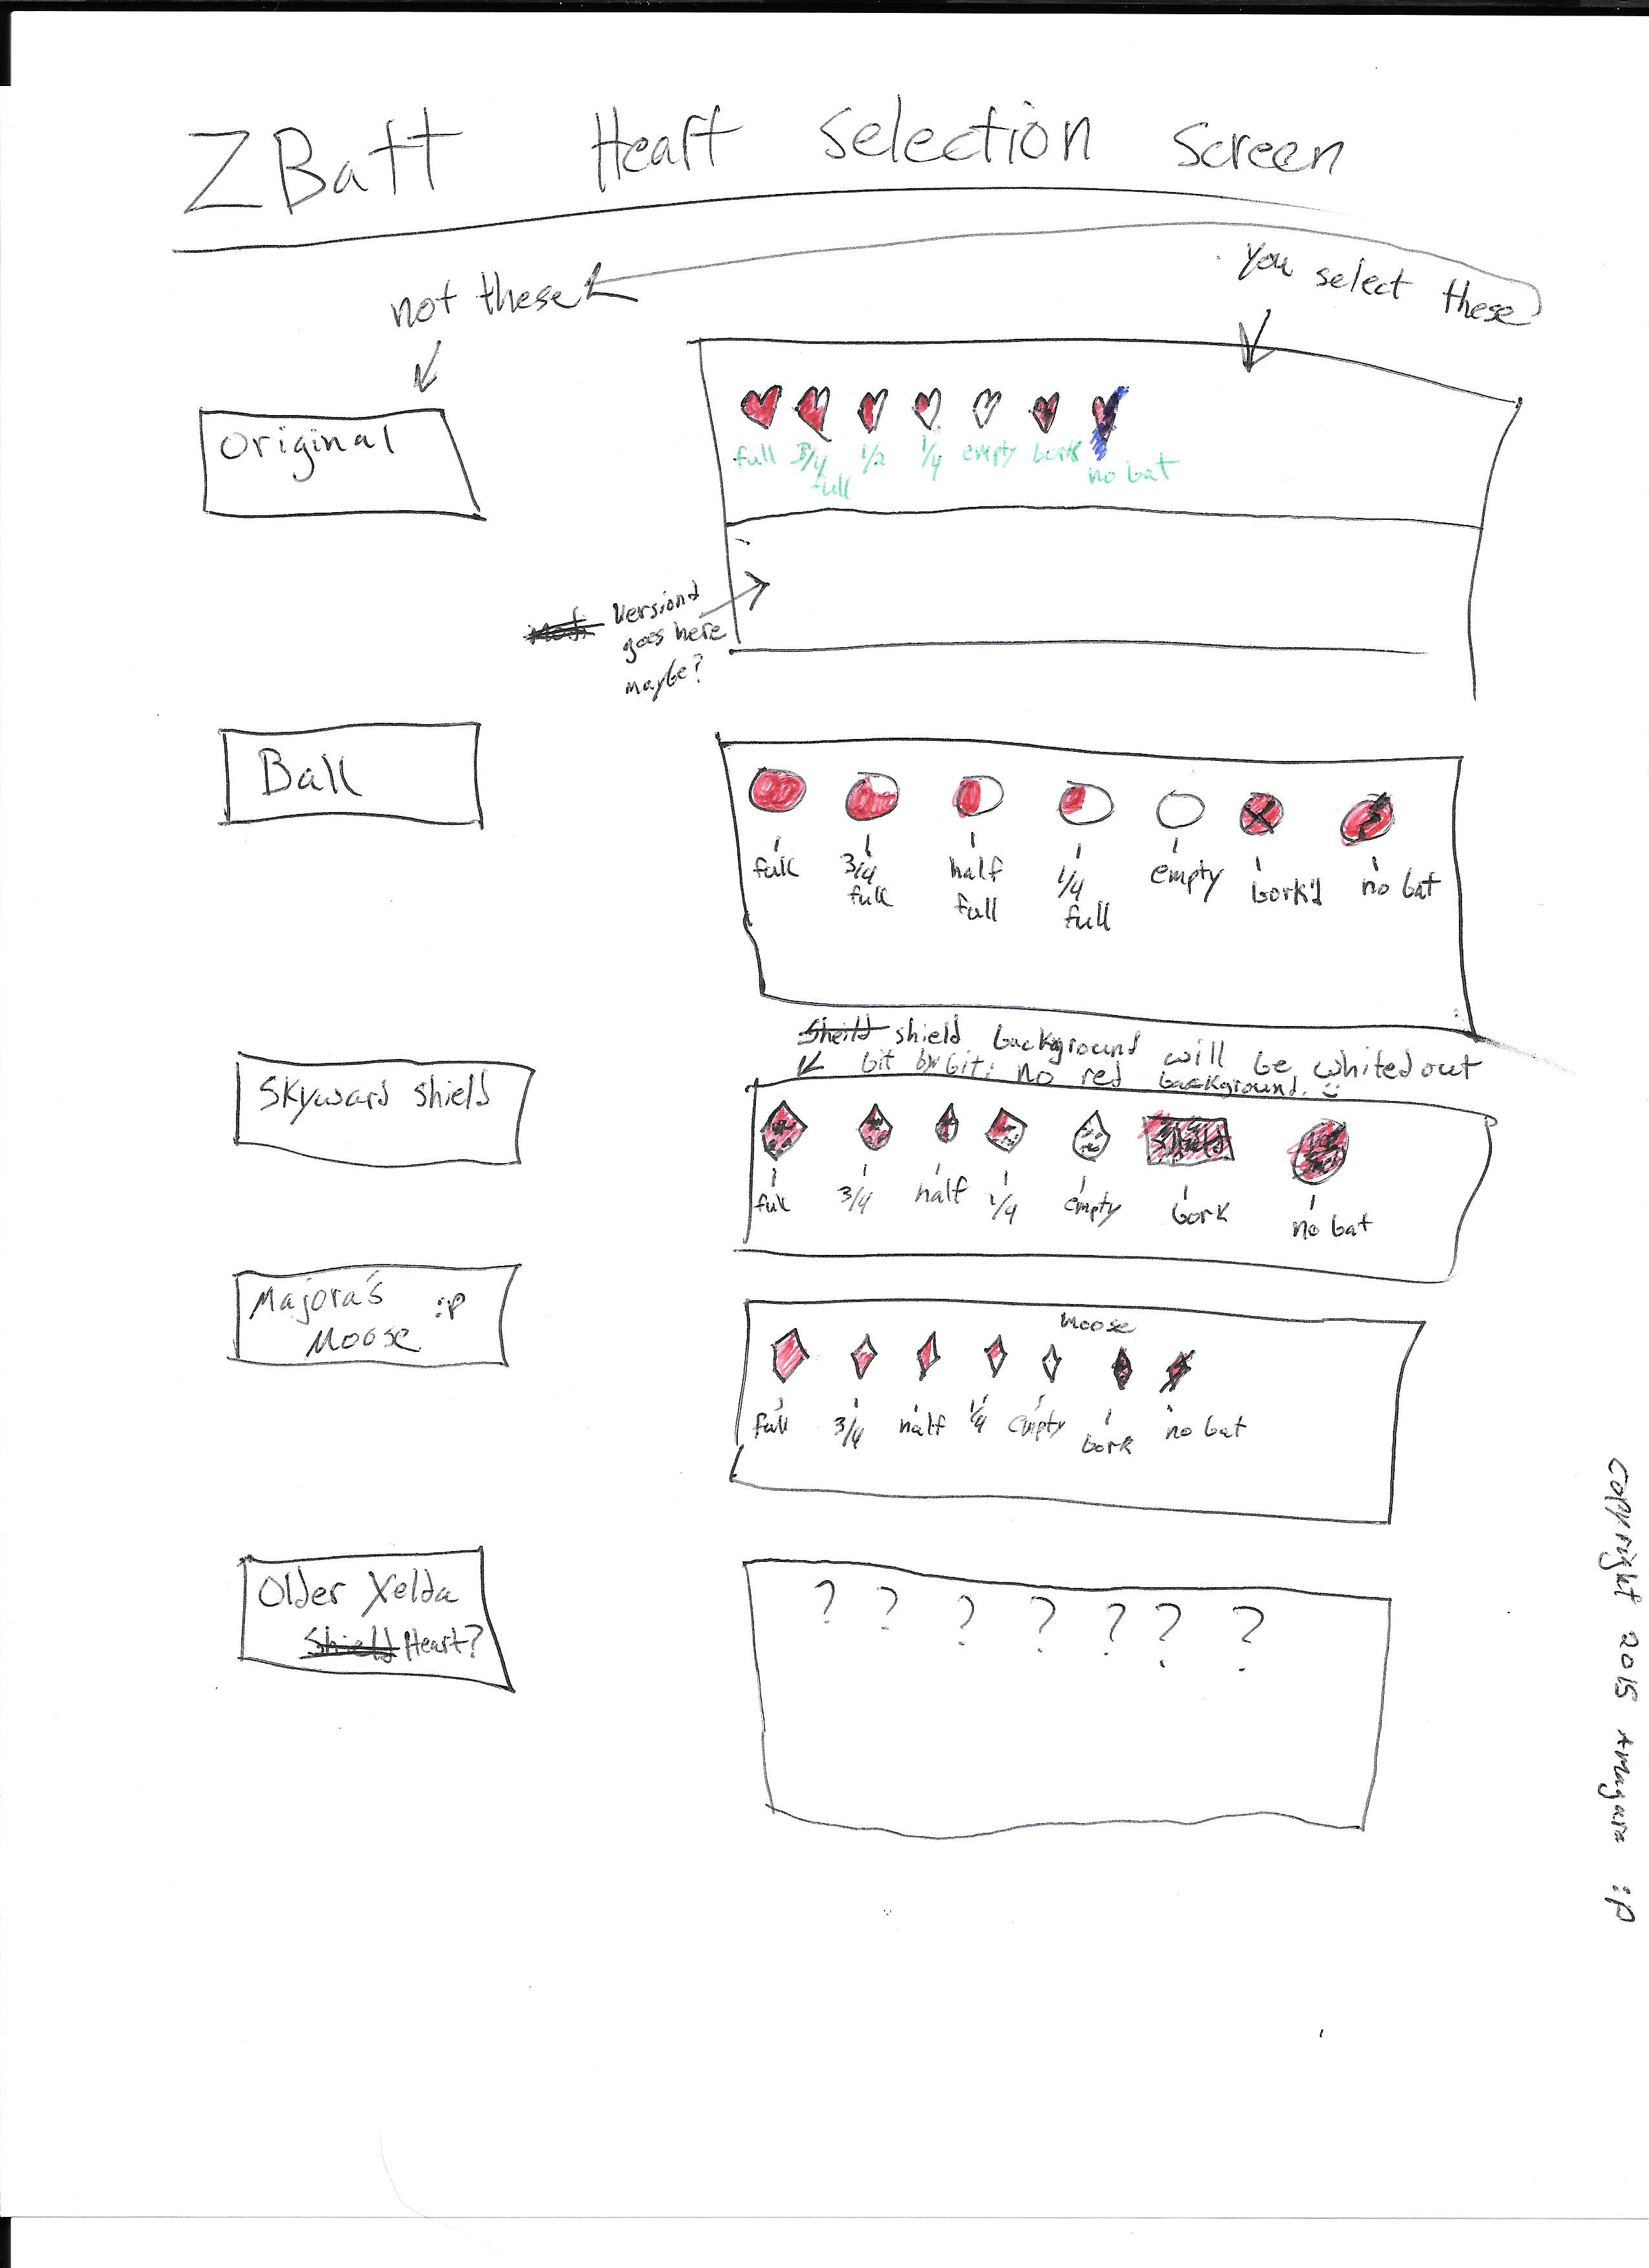 ZBatt Heart Selection Screen
not these
You select these
Original
full 3/4 1/2 1/4 empty bork no bat
full
Versiond
goes here
maybe?
Ball
full 3/4 half 1/4 empty bork'd no bat
full full full
Sheild shield background will be whited out
bit by bit: no red background. :)
Skyward shield
full 3/4 half 1/4 empty bork no bat
shield
Majora's :P
Moose
Moose
full 3/4 half 1/4 empty bork no bat
Older Xelda
Shield Heart?
? ? ? ? ? ? ?
Copyright 2015 Amagara :P